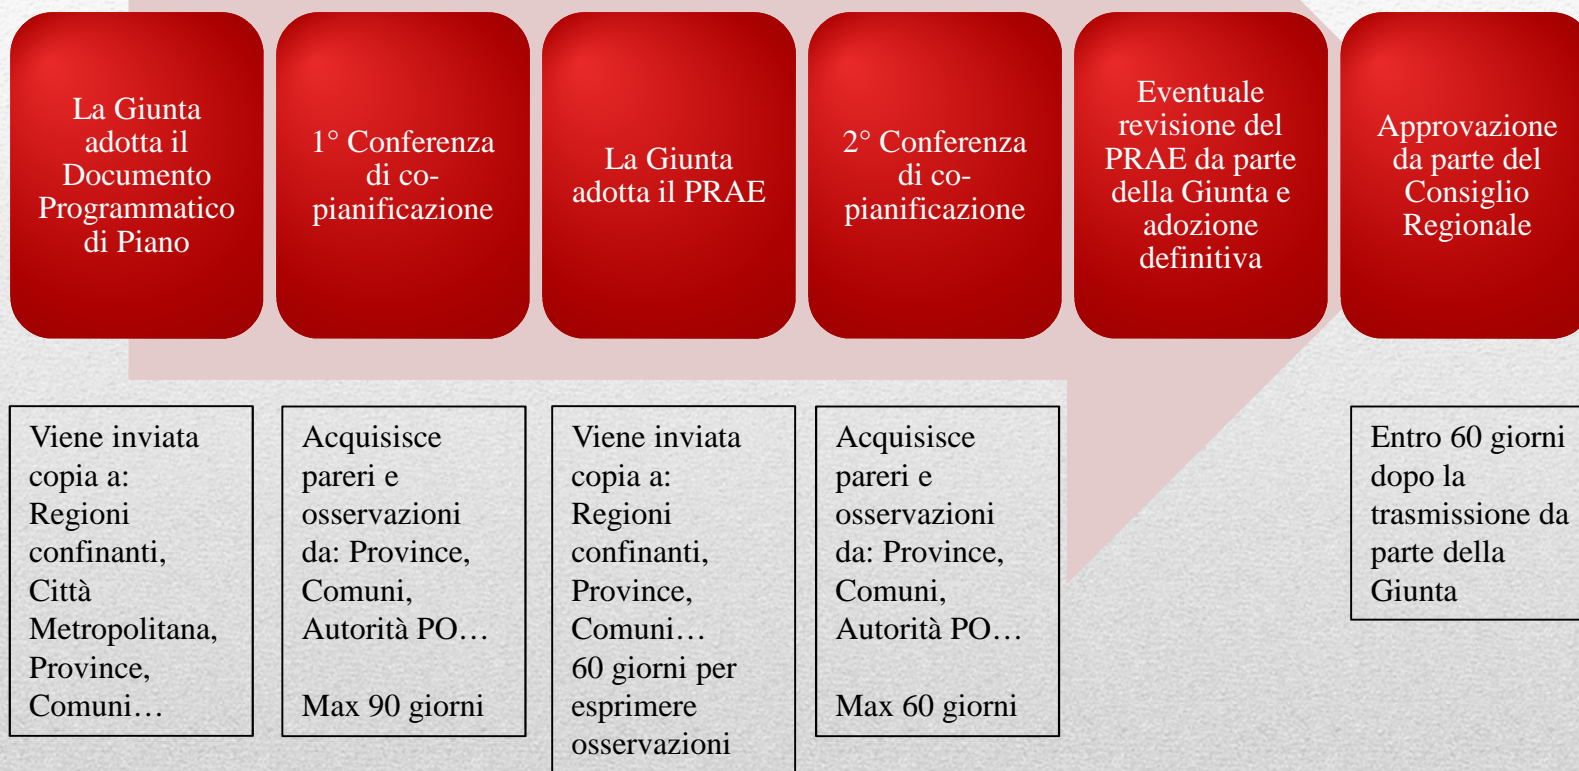 La Giunta
adotta il
Documento
Programmatico
di Piano
1° Conferenza
di co-
pianificazione
La Giunta
adotta il PRAE
2° Conferenza
di co-
pianificazione
Eventuale
revisione del
PRAE da parte
della Giunta e
adozione
definitiva
Approvazione
da parte del
Consiglio
Regionale
Viene inviata
copia a:
Regioni
confinanti,
Città
Metropolitana,
Province,
Comuni…
Acquisisce
pareri e
osservazioni
da: Province,
Comuni,
Autorità PO…
Max 90 giorni
Viene inviata
copia a:
Regioni
confinanti,
Province,
Comuni…
60 giorni per
esprimere
osservazioni
Acquisisce
pareri e
osservazioni
da: Province,
Comuni,
Autorità PO…
Max 60 giorni
Entro 60 giorni
dopo la
trasmissione da
parte della
Giunta